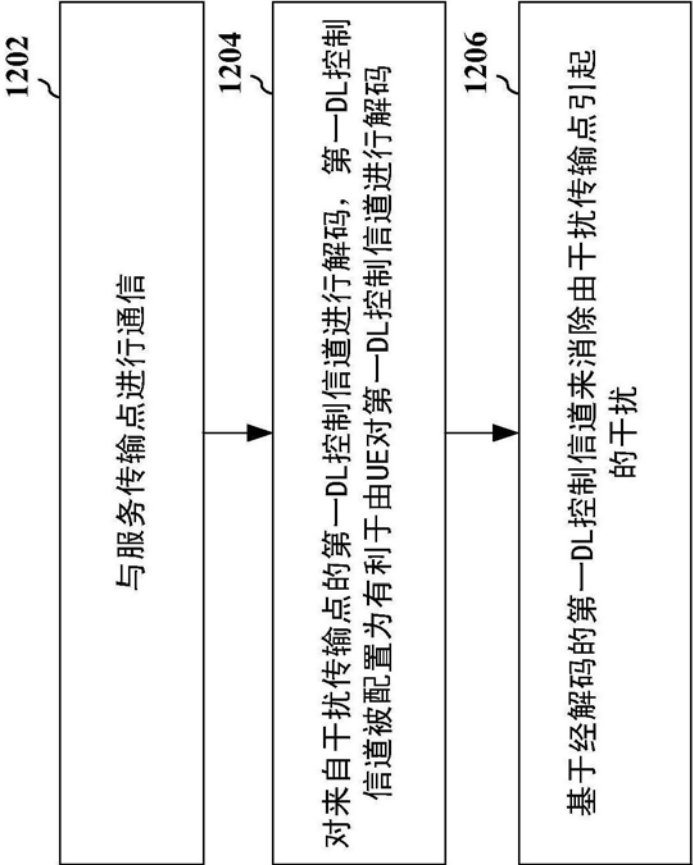 1202
与服务传输点进行通信
1204
对来自干扰传输点的第一DL控制信道进行解码，第一DL控制
信道被配置为有利于由UE对第一DL控制信道进行解码
1206
基于经解码的第一DL控制信道来消除由干扰传输点引起
的干扰